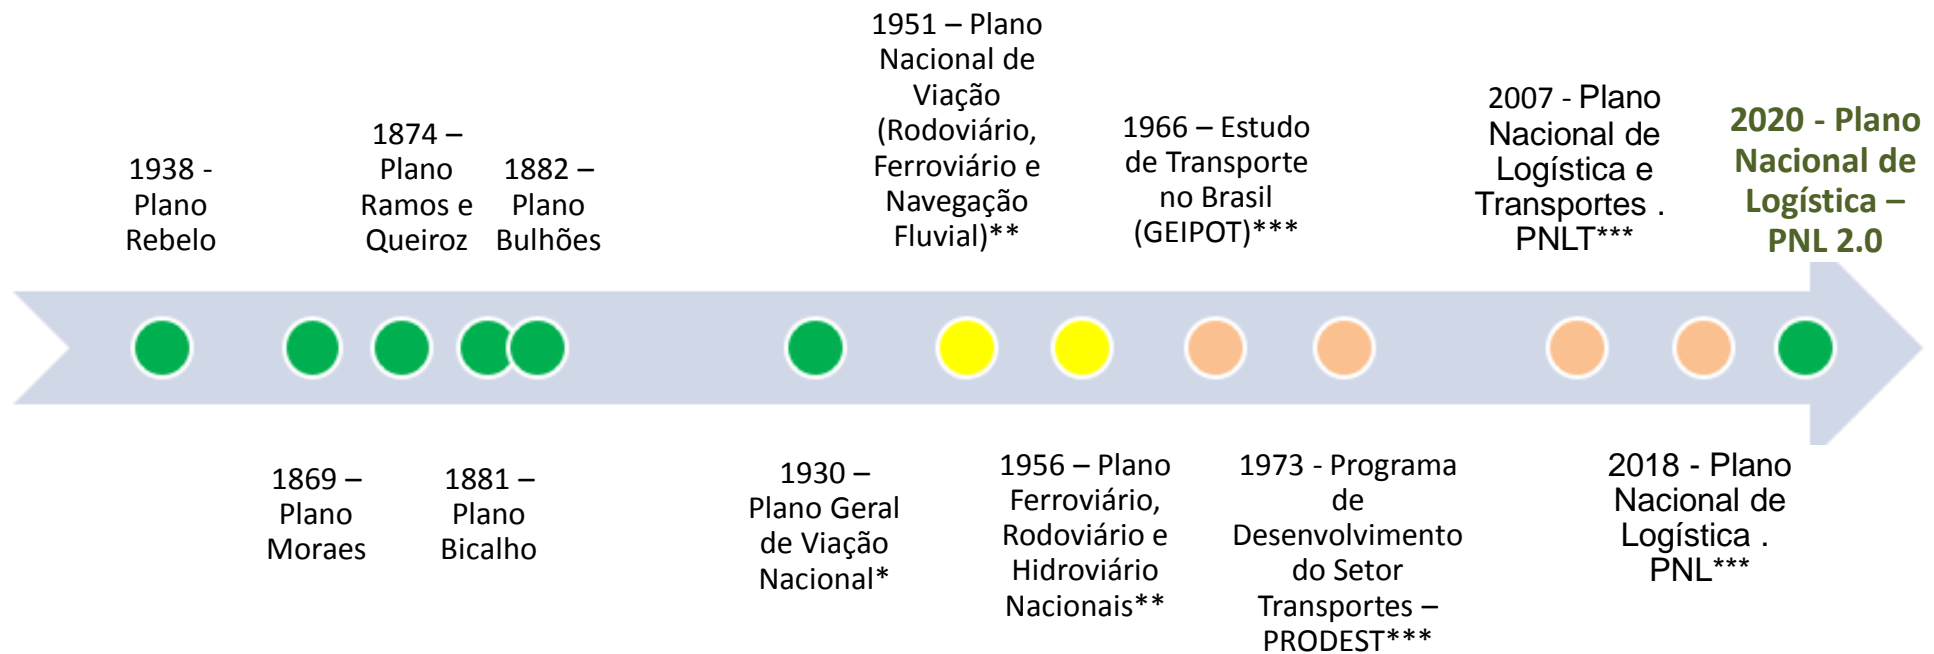 1938 -
Plano
Rebelo
1869 –
Plano
Moraes
1874 –
Plano
Ramos e
Queiroz
1881 –
Plano
Bicalho
1882 –
Plano
Bulhões
1930 –
Plano Geral
de Viação
Nacional*
1951 – Plano
Nacional de
Viação
(Rodoviário,
Ferroviário e
Navegação
Fluvial)**
1956 – Plano
Ferroviário,
Rodoviário e
Hidroviário
Nacionais**
1966 – Estudo
de Transporte
no Brasil
(GEIPOT)***
1973 - Programa
de
Desenvolvimento
do Setor
Transportes –
PRODEST***
2007 - Plano
Nacional de
Logística e
Transportes .
PNLT***
2018 - Plano
Nacional de
Logística .
PNL***
2020 - Plano
Nacional de
Logística –
PNL 2.0